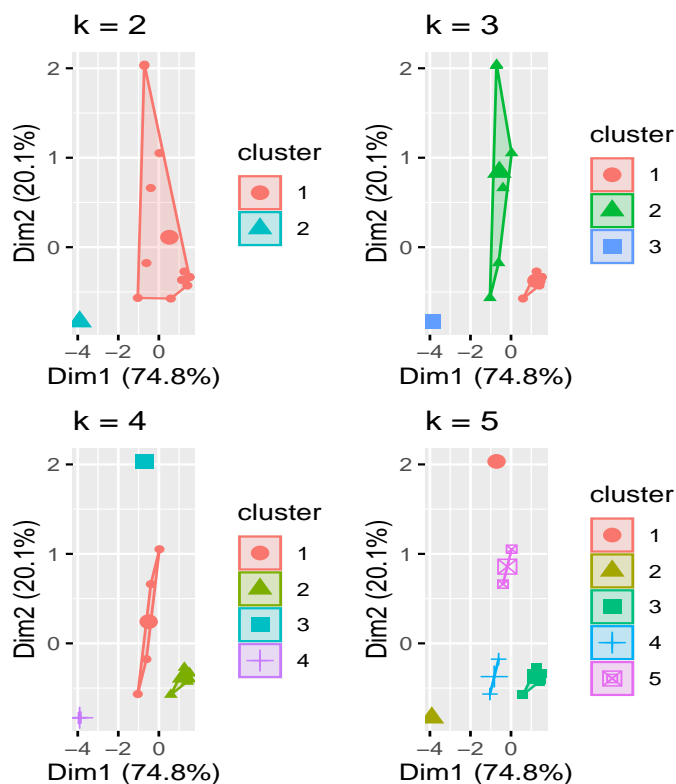 k = 2
Dim2 (20.1%)
2
1
0
−4
−2
0
Dim1 (74.8%)
cluster
1
2
k = 3
Dim2 (20.1%)
2
1
0
−4
−2
0
Dim1 (74.8%)
cluster
1
2
3
k = 4
Dim2 (20.1%)
2
1
0
−4
−2
0
Dim1 (74.8%)
cluster
1
2
3
4
k = 5
Dim2 (20.1%)
2
1
0
−4
−2
0
Dim1 (74.8%)
cluster
1
2
3
4
5